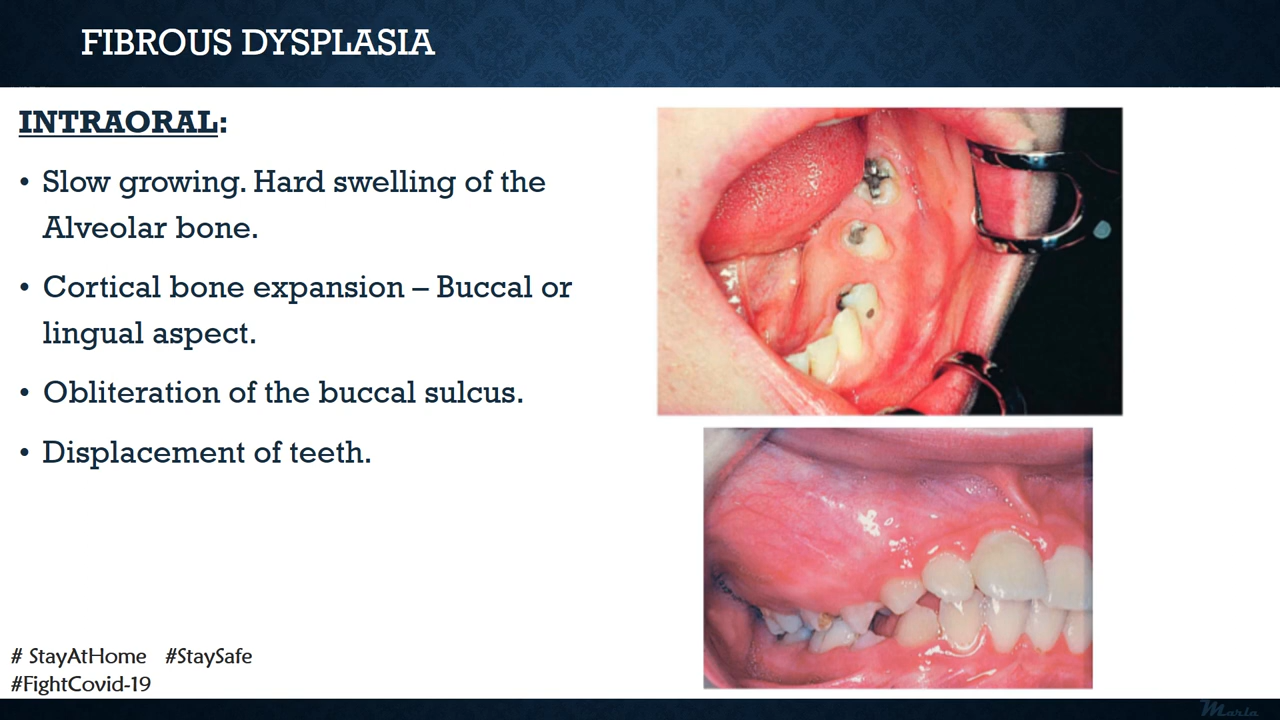 FIBROUS DYSPLASIA
INTRAORAL:
• Slow growing. Hard swelling of the
Alveolar bone.
• Cortical bone expansion – Buccal or
lingual aspect.
• Obliteration of the buccal sulcus.
• Displacement of teeth.
# StayAtHome #StaySafe
#FightCovid-19
Maria